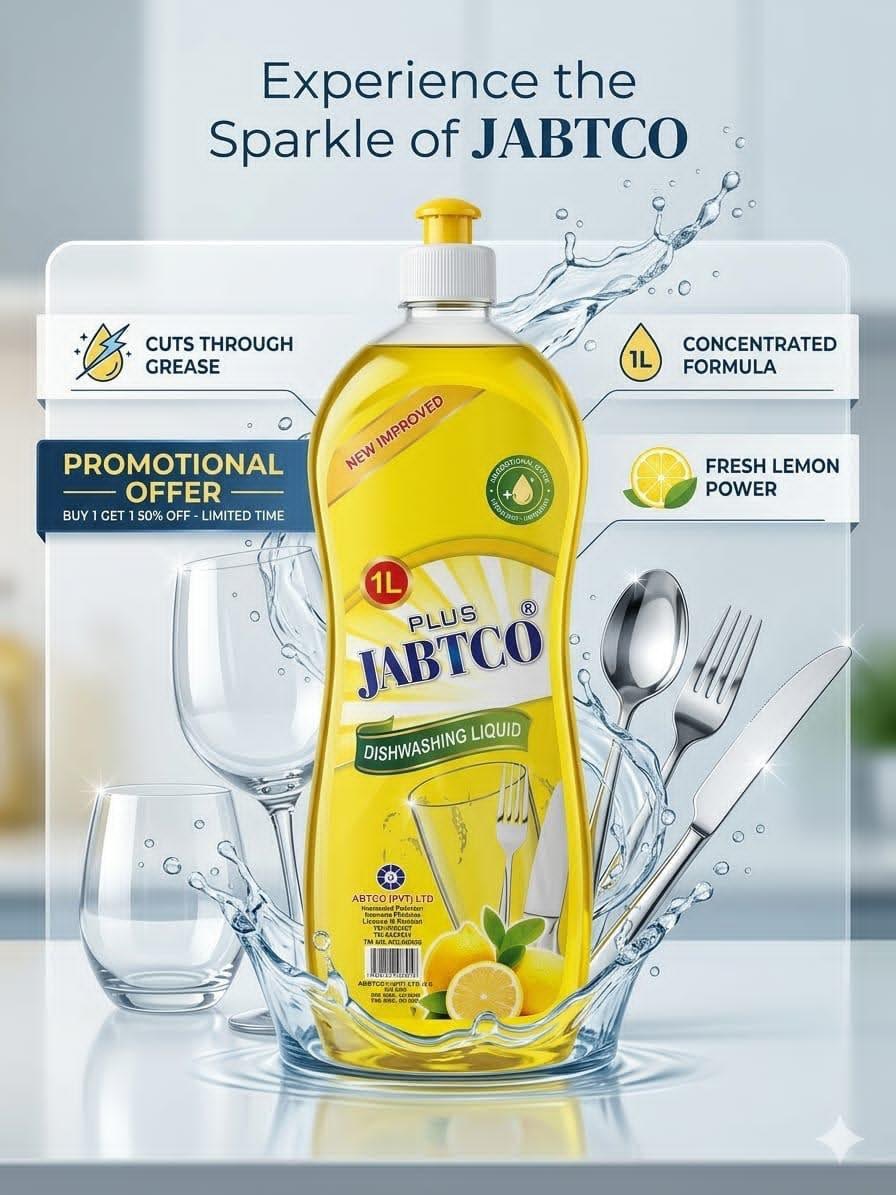 Experience the
Sparkle of JABTCO
CUTS THROUGH
GREASE
1L
CONCENTRATED
FORMULA
PROMOTIONAL
OFFER
BUY 1 GET 1 50% OFF - LIMITED TIME
FRESH LEMON
POWER
NEW IMPROVED
1L
PLUS
JABTCO®
DISHWASHING LIQUID
ABTCO (PVT) LTD